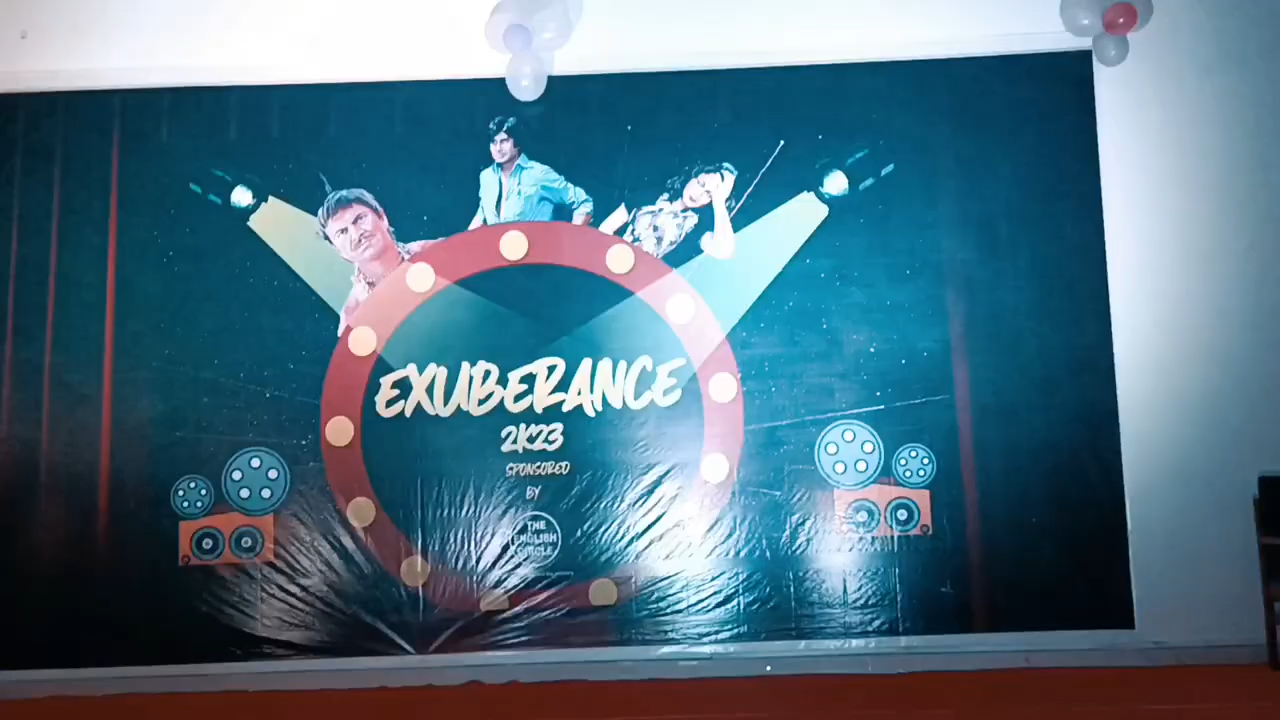 EXUBERANCE
2K23
SPONSORED
BY
THE
ENGLISH
CIRCLE